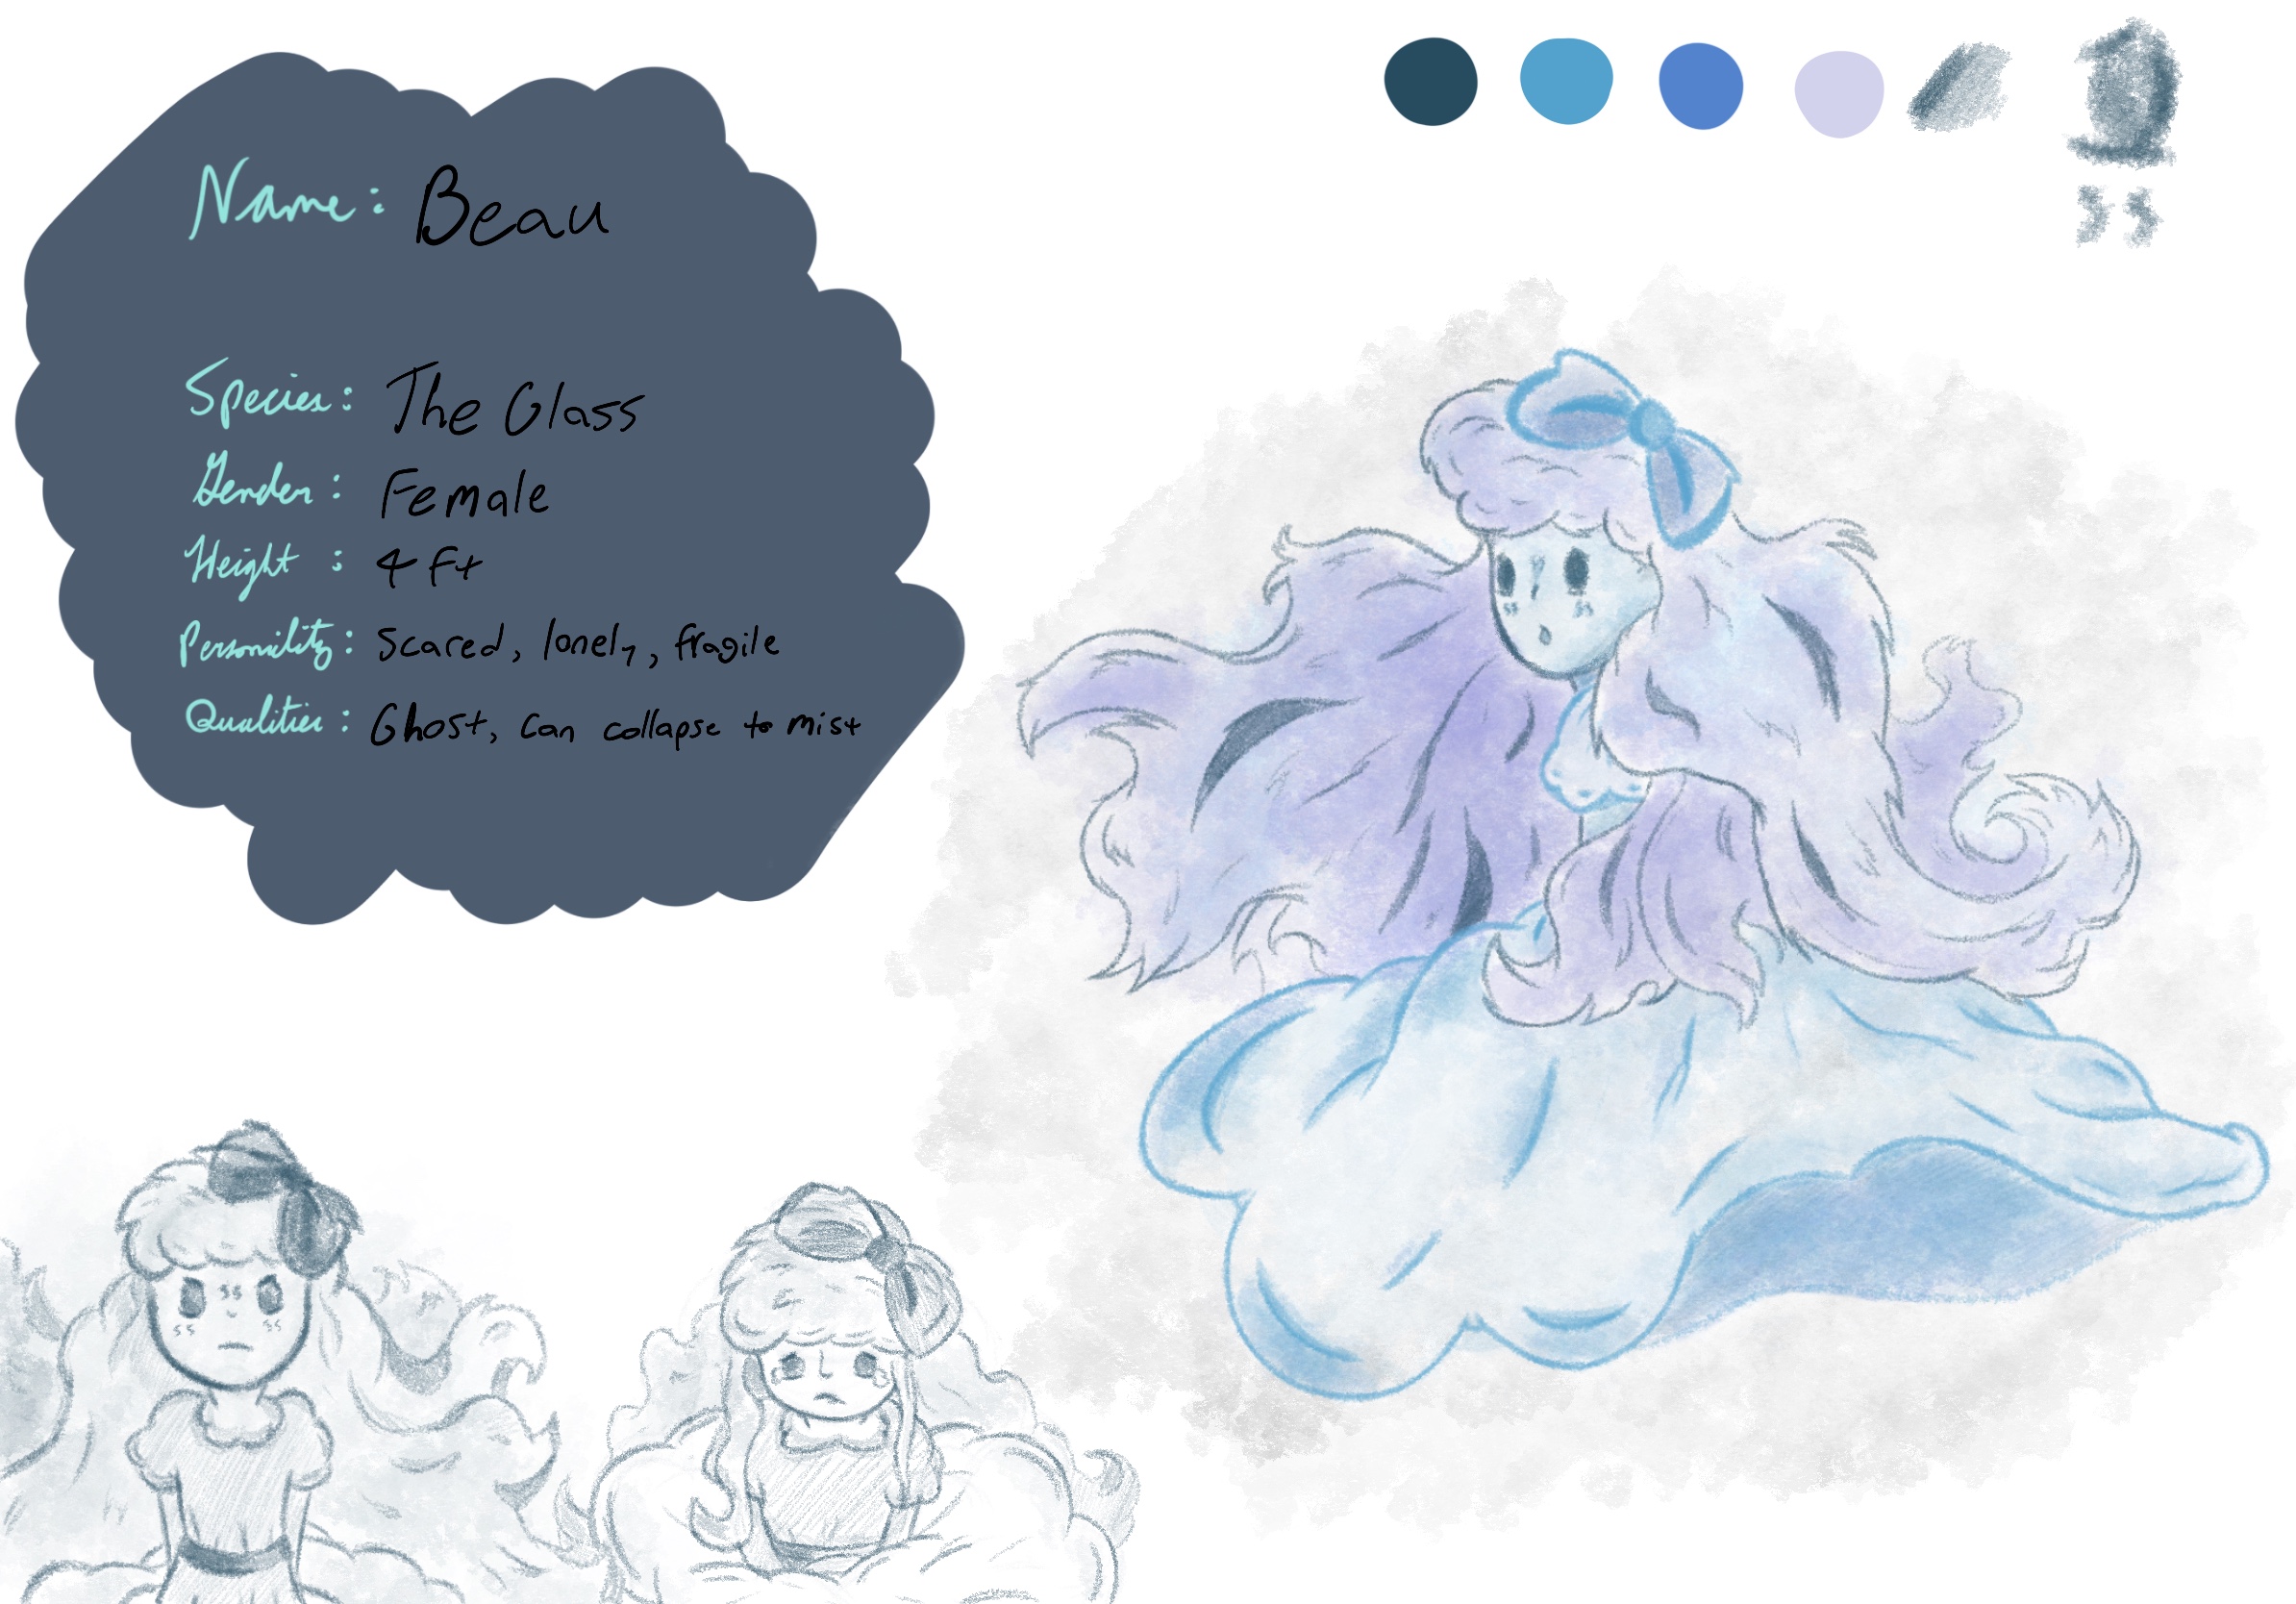 Name: Beau
Species: The Glass
Gender: Female
Height: 4 ft
Personility: Scared, lonely, fragile
Qualities: Ghost, can collapse to mist